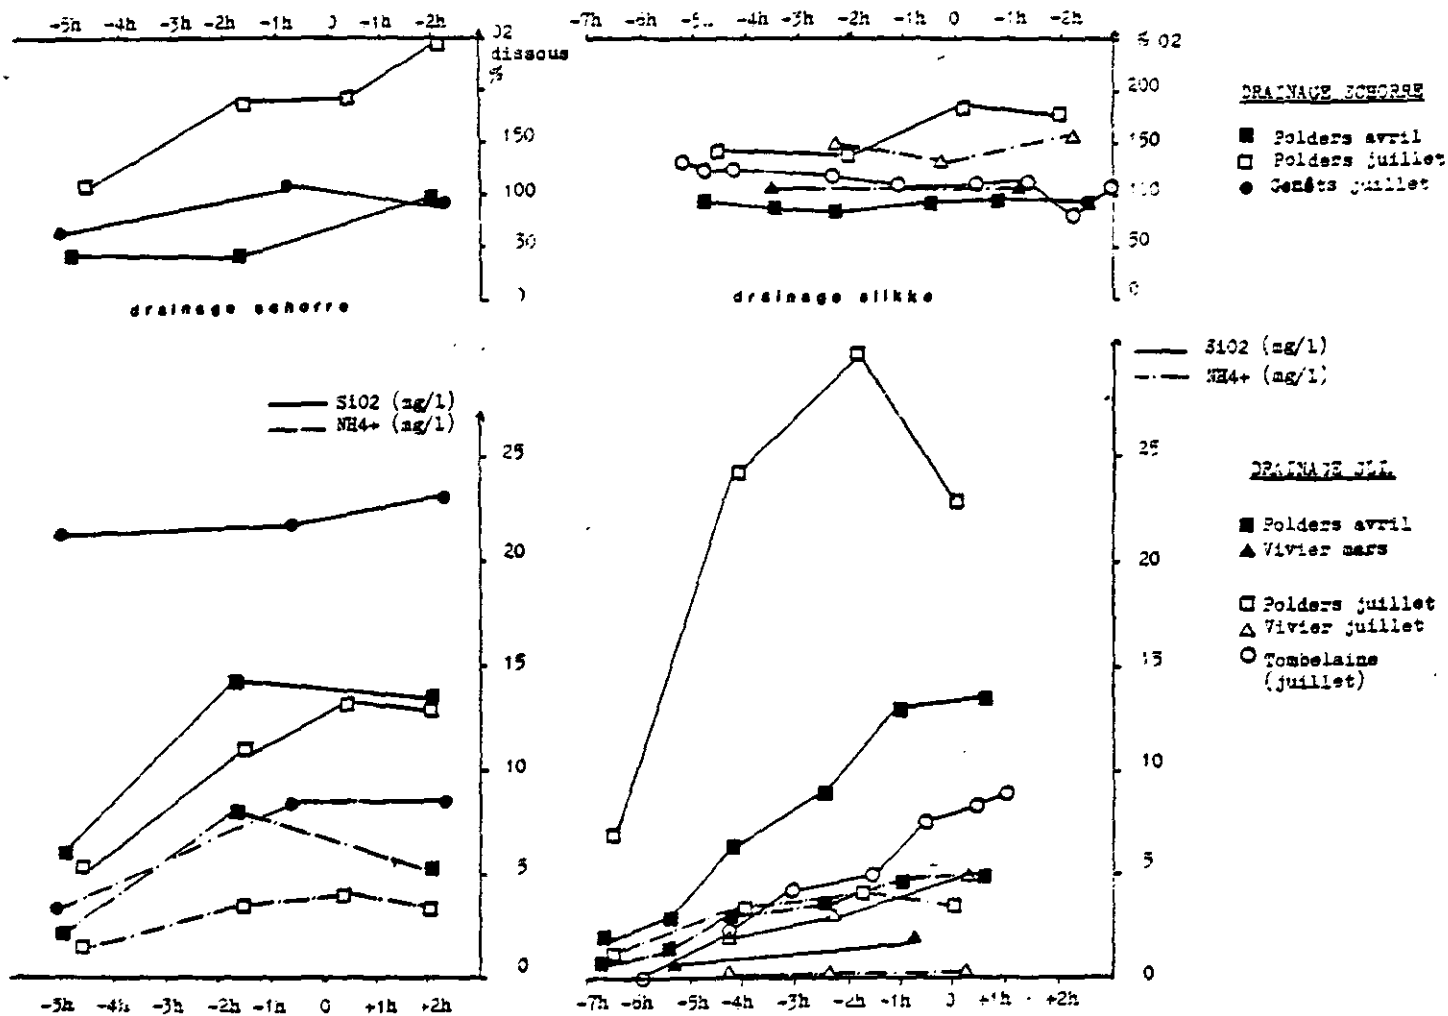 -5h -4h -3h -2h -1h 0 -1h -2h
O2
dissous
%
150
100
50
drainage schorre
-7h -6h -4h -3h -2h -1h 0 -1h -2h
% O2
200
150
100
50
0
drainage slikke
DRAINAGE SCHORRE
Polders avril
Polders juillet
Genêts juillet
SiO2 (mg/l)
NH4+ (mg/l)
25
20
15
10
5
0
-5h -4h -3h -2h -1h 0 +1h +2h
SiO2 (mg/l)
NH4+ (mg/l)
25
20
15
10
5
0
-7h -6h -5h -4h -3h -2h -1h 0 +1h +2h
DRAINAGE
Polders avril
Vivier mars
Polders juillet
Vivier juillet
Tombelaine
(juillet)